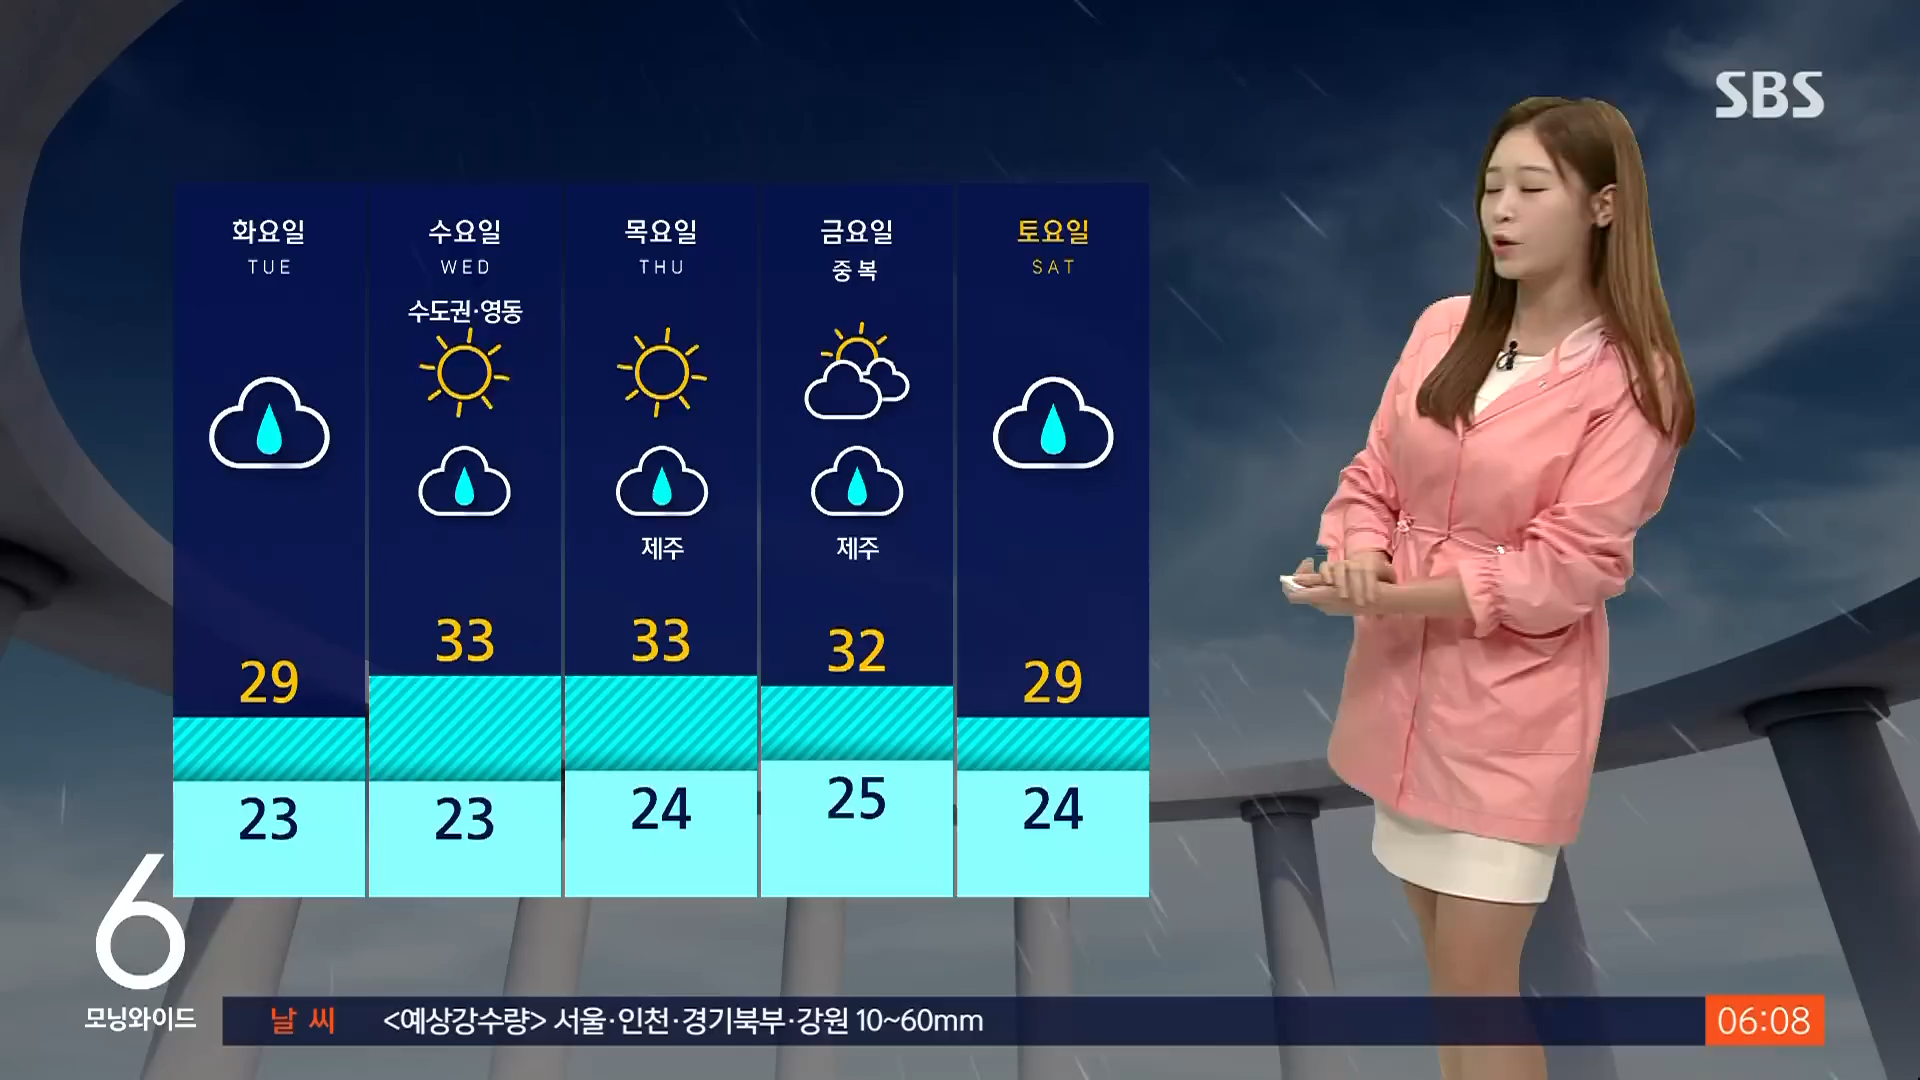 SBS
화요일
TUE
29
23
수요일
WED
수도권·영동
33
23
목요일
THU
제주
33
24
금요일
중복
제주
32
25
토요일
SAT
29
24
6
모닝와이드
날 씨
<예상강수량> 서울·인천·경기북부·강원 10~60mm
06:08